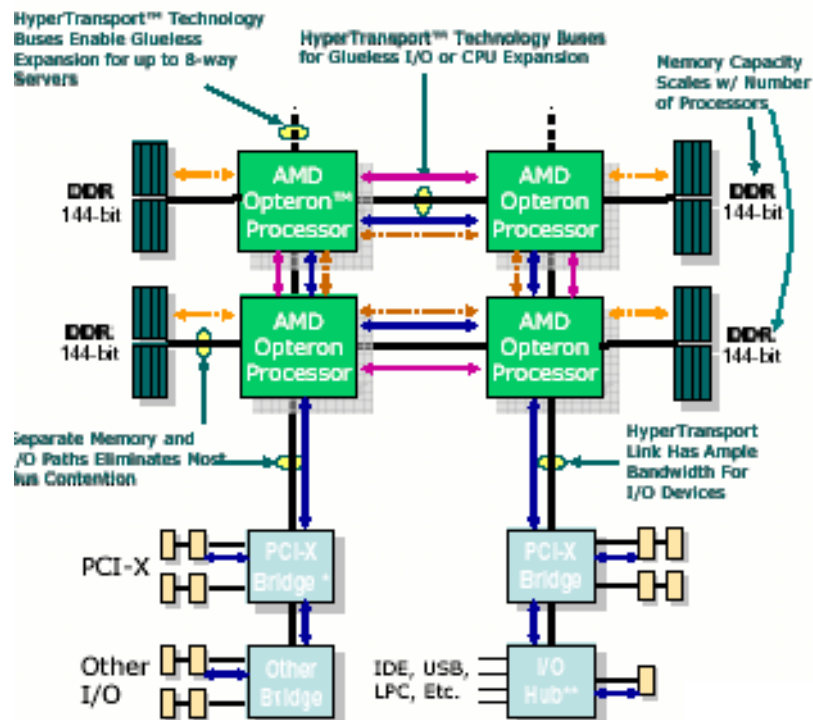 HyperTransport™ Technology
Buses Enable Glueless
Expansion for up to 8-way
Servers
HyperTransport™ Technology Buses
for Glueless I/O or CPU Expansion
Memory Capacity
Scales w/ Number
of Processors
DDR
144-bit
AMD
Opteron™
Processor
AMD
Opteron
Processor
DDR
144-bit
DDR
144-bit
AMD
Opteron
Processor
AMD
Opteron
Processor
DDR
144-bit
Separate Memory and
I/O Paths Eliminates Most
Bus Contention
HyperTransport
Link Has Ample
Bandwidth For
I/O Devices
PCI-X
PCI-X
Bridge *
PCI-X
Bridge
Other
I/O
Other
Bridge
IDE, USB,
LPC, Etc.
I/O
Hub**